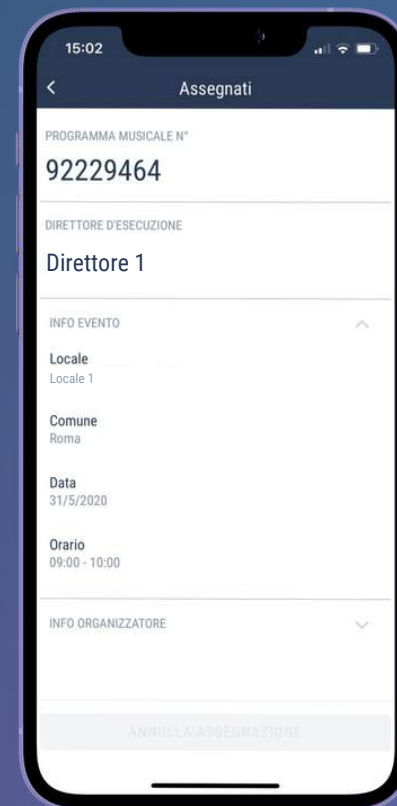 15:02
Assegnati
PROGRAMMA MUSICALE N°
92229464
DIRETTORE D'ESECUZIONE
Direttore 1
INFO EVENTO
Locale
Locale 1
Comune
Roma
Data
31/5/2020
Orario
09:00 - 10:00
INFO ORGANIZZATORE
ANNULLA ASSEGNAZIONE